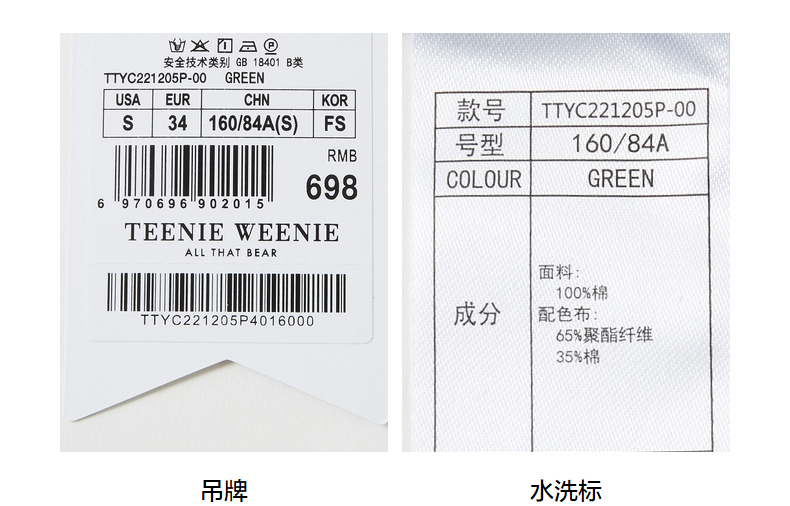 安全技术类别 GB 18401 B类
TTYC221205P-00 GREEN
USA EUR CHN KOR
S 34 160/84A(S) FS
RMB
698
6 970696 902015
TEENIE WEENIE
ALL THAT BEAR
TTYC221205P4016000
吊牌
款号 TTYC221205P-00
号型 160/84A
COLOUR GREEN
成分
面料:
100%棉
配色布:
65%聚酯纤维
35%棉
水洗标